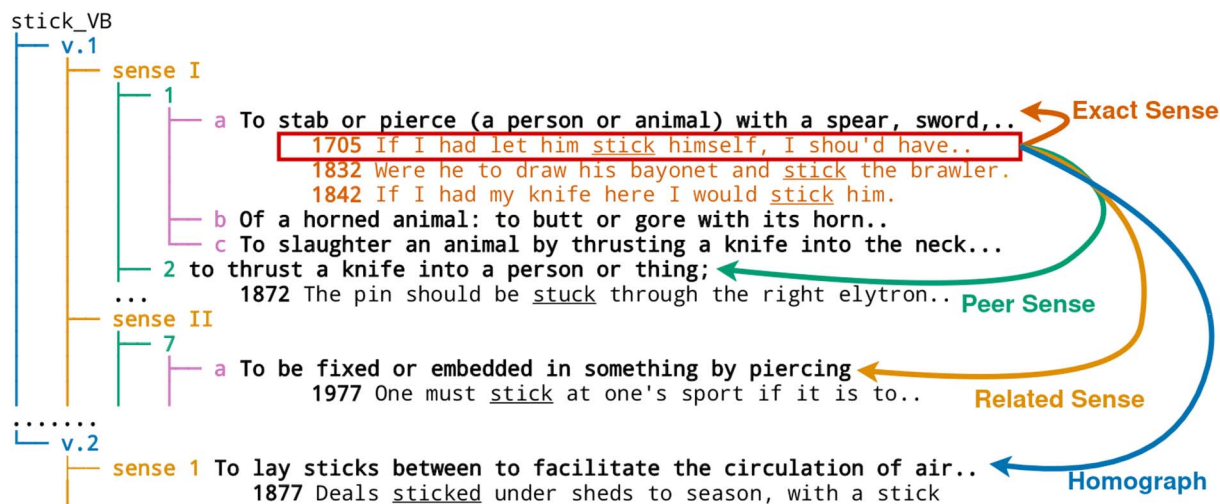 stick_VB
v.1
sense I
1
a To stab or pierce (a person or animal) with a spear, sword,..
Exact Sense
1705 If I had let him stick himself, I shou'd have..
1832 Were he to draw his bayonet and stick the brawler.
1842 If I had my knife here I would stick him.
b Of a horned animal: to butt or gore with its horn..
c To slaughter an animal by thrusting a knife into the neck...
2 to thrust a knife into a person or thing;
... 1872 The pin should be stuck through the right elytron..
Peer Sense
sense II
7
a To be fixed or embedded in something by piercing
1977 One must stick at one's sport if it is to..
Related Sense
.......
v.2
sense 1 To lay sticks between to facilitate the circulation of air..
Homograph
1877 Deals sticked under sheds to season, with a stick